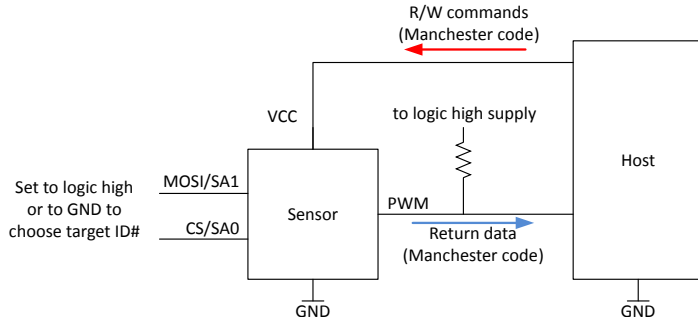 R/W commands
(Manchester code)
VCC
to logic high supply
Host
Set to logic high
or to GND to
choose target ID#
MOSI/SA1
CS/SA0
Sensor
PWM
Return data
(Manchester code)
GND
GND